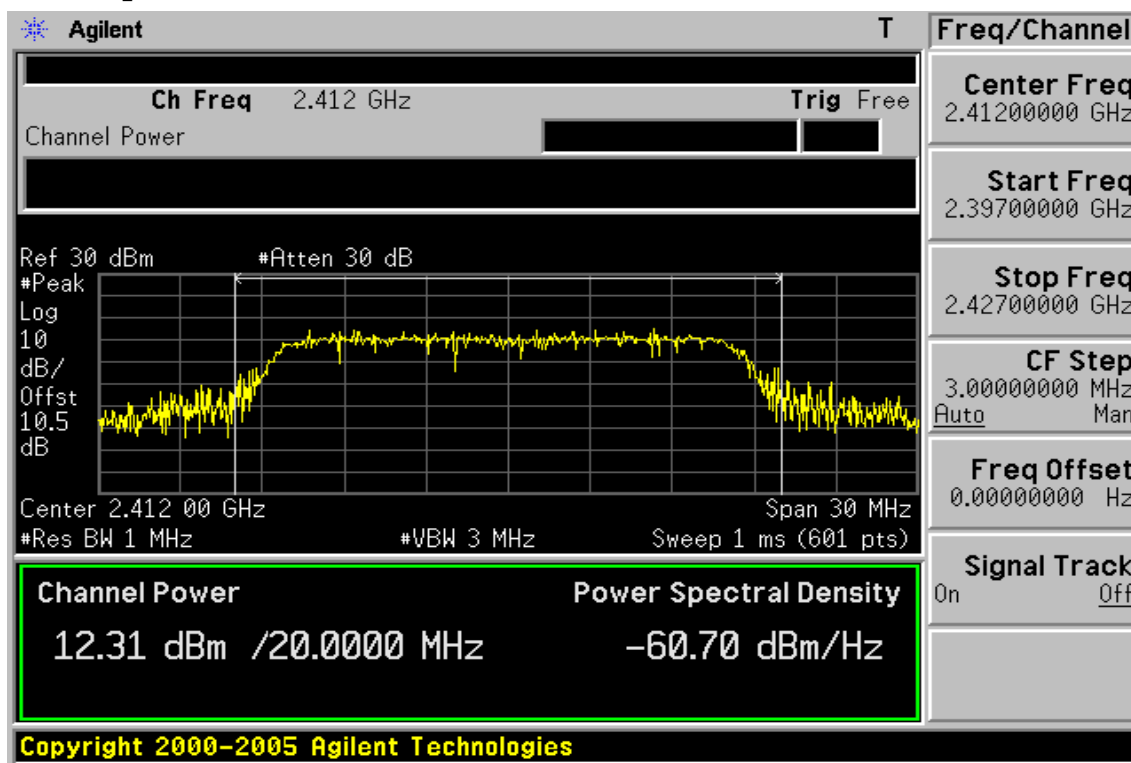 Agilent T Freq/Channel
Ch Freq 2.412 GHz Trig Free
Channel Power
Center Freq
2.41200000 GHz
Start Freq
2.39700000 GHz
Stop Freq
2.42700000 GHz
CF Step
3.00000000 MHz
Auto Man
Freq Offset
0.00000000 Hz
Signal Track
On Off
Ref 30 dBm #Atten 30 dB
#Peak
Log
10
dB/
Offst
10.5
dB
Center 2.412 00 GHz Span 30 MHz
#Res BW 1 MHz #VBW 3 MHz Sweep 1 ms (601 pts)
Channel Power Power Spectral Density
12.31 dBm /20.0000 MHz -60.70 dBm/Hz
Copyright 2000-2005 Agilent Technologies